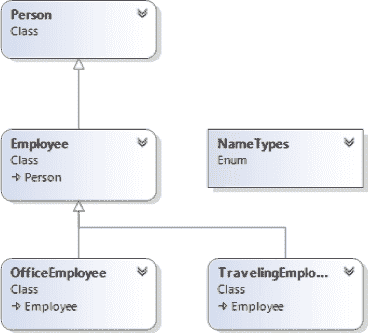 Person
Class
Employee
Class
Person
NameTypes
Enum
OfficeEmployee
Class
Employee
TravelingEmplo...
Class
Employee